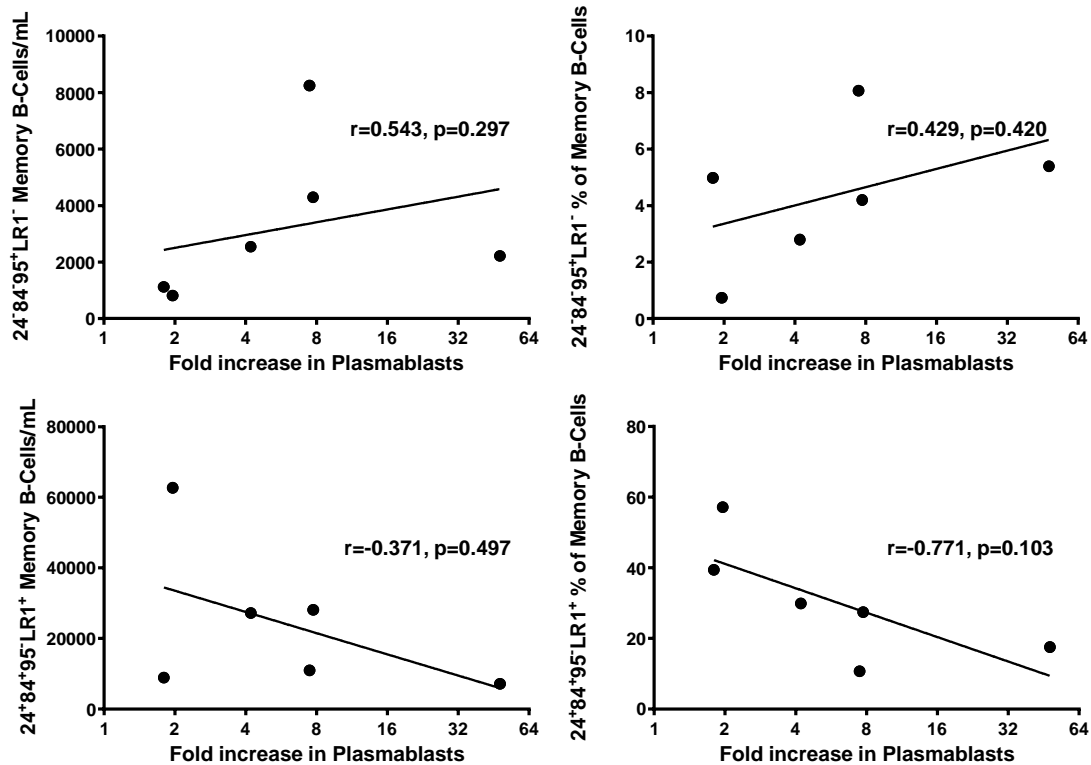 24⁻84⁻95⁺LR1⁻ Memory B-Cells/mL
10000
8000
6000
4000
2000
0
r=0.543, p=0.297
1 2 4 8 16 32 64
Fold increase in Plasmablasts
24⁻84⁻95⁺LR1⁻ % of Memory B-Cells
10
8
6
4
2
0
r=0.429, p=0.420
1 2 4 8 16 32 64
Fold increase in Plasmablasts
24⁺84⁺95⁻LR1⁺ Memory B-Cells/mL
80000
60000
40000
20000
0
r=-0.371, p=0.497
1 2 4 8 16 32 64
Fold increase in Plasmablasts
24⁺84⁺95⁻LR1⁺ % of Memory B-Cells
80
60
40
20
0
r=-0.771, p=0.103
1 2 4 8 16 32 64
Fold increase in Plasmablasts